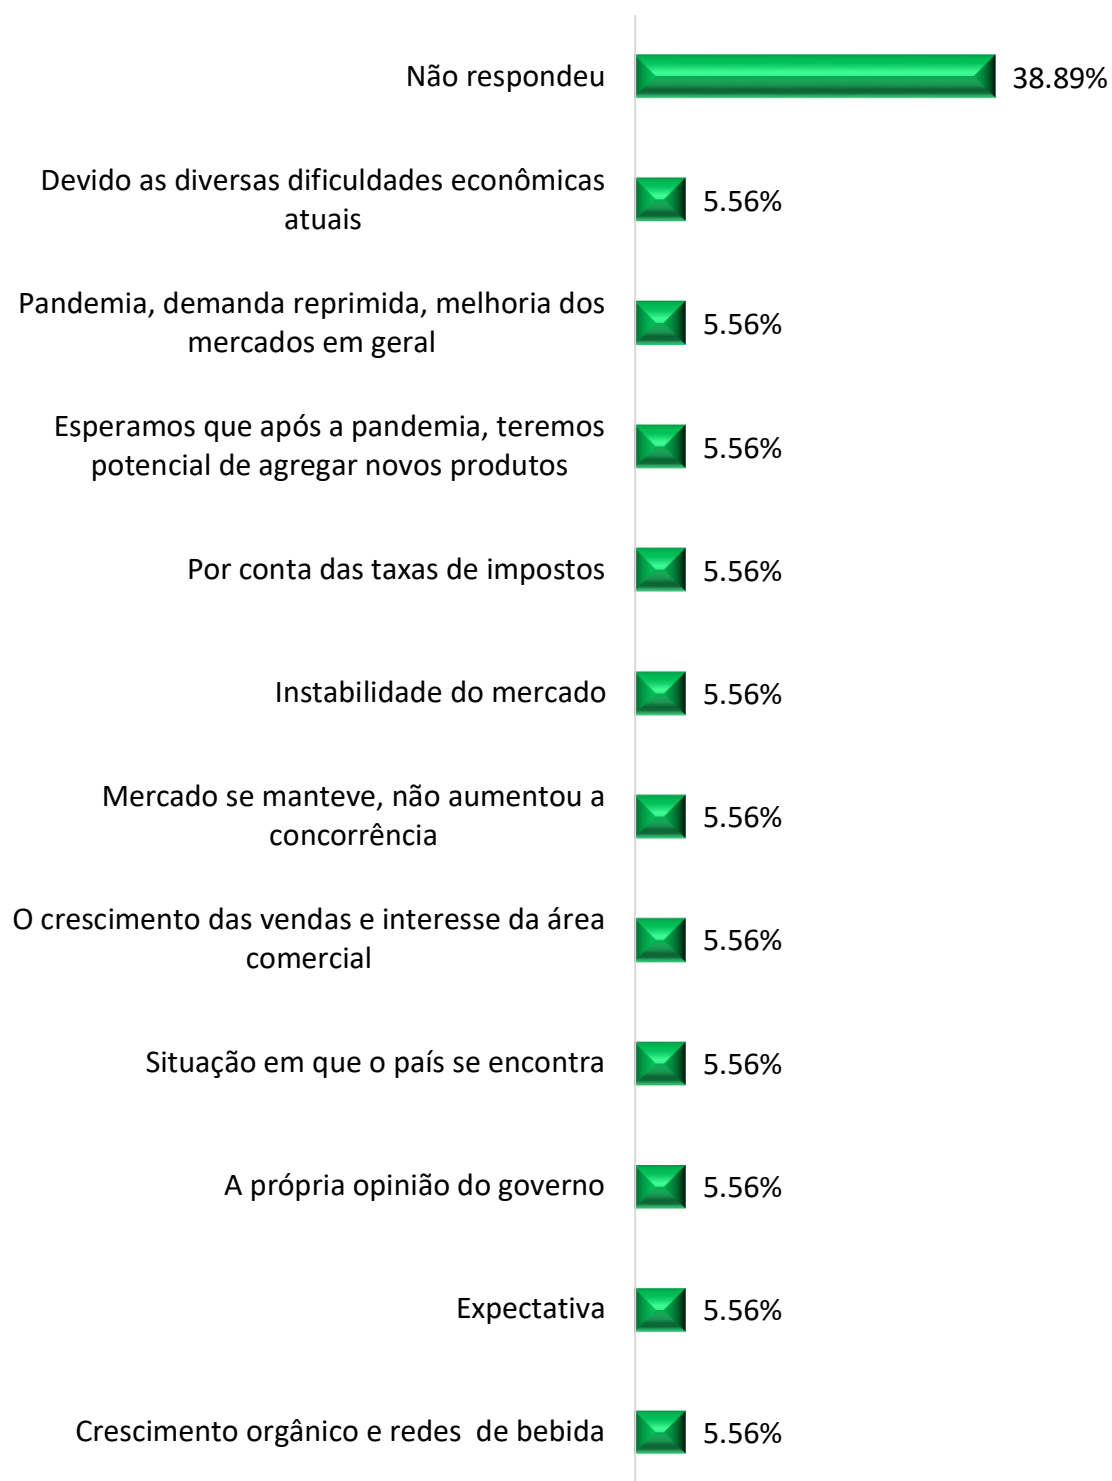 Não respondeu
38.89%
Devido as diversas dificuldades econômicas
atuais
5.56%
Pandemia, demanda reprimida, melhoria dos
mercados em geral
5.56%
Esperamos que após a pandemia, teremos
potencial de agregar novos produtos
5.56%
Por conta das taxas de impostos
5.56%
Instabilidade do mercado
5.56%
Mercado se manteve, não aumentou a
concorrência
5.56%
O crescimento das vendas e interesse da área
comercial
5.56%
Situação em que o país se encontra
5.56%
A própria opinião do governo
5.56%
Expectativa
5.56%
Crescimento orgânico e redes  de bebida
5.56%